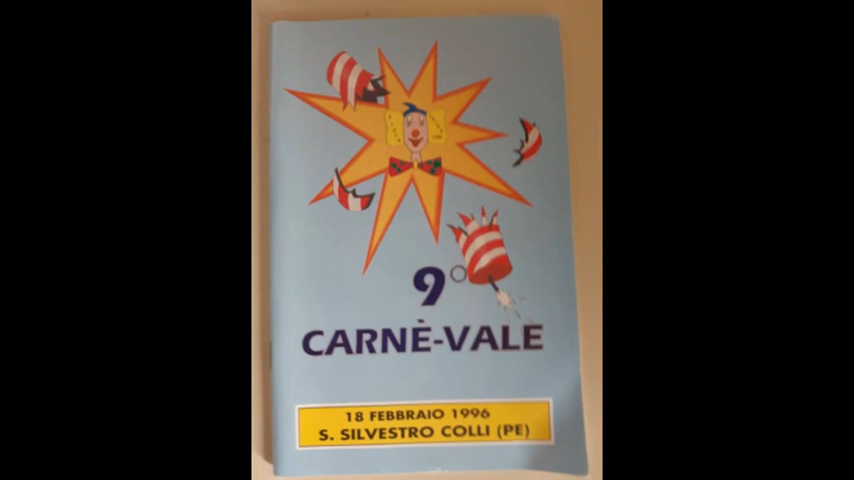 9°
CARNÈ-VALE
18 FEBBRAIO 1996
S. SILVESTRO COLLI (PE)